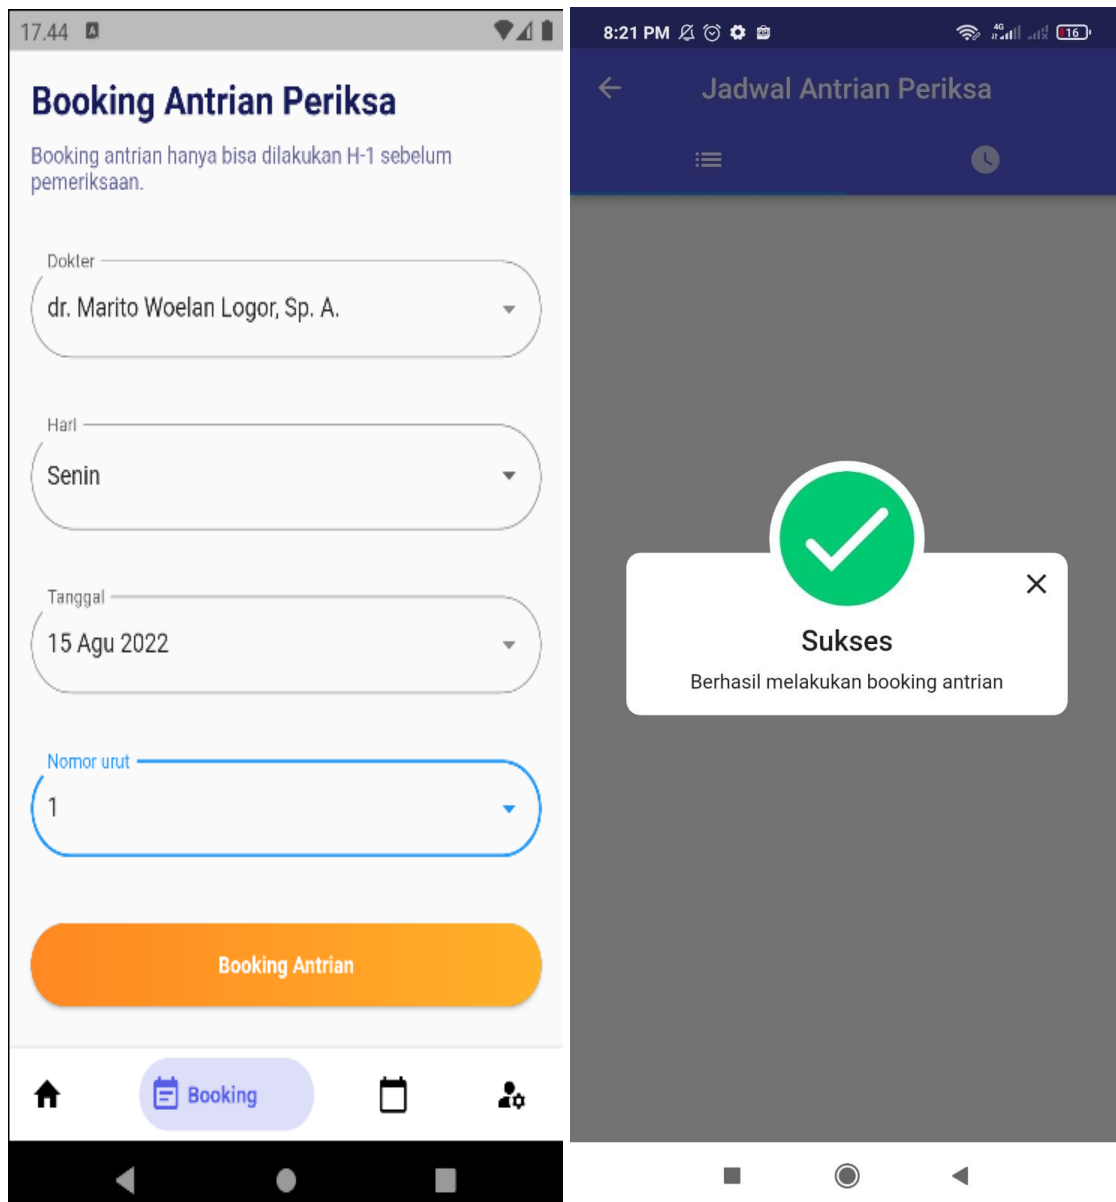 17.44
Booking Antrian Periksa
Booking antrian hanya bisa dilakukan H-1 sebelum
pemeriksaan.
Dokter
dr. Marito Woelan Logor, Sp. A.
Hari
Senin
Tanggal
15 Agu 2022
Nomor urut
1
Booking Antrian
Booking
8:21 PM
4G
16
Jadwal Antrian Periksa
Sukses
Berhasil melakukan booking antrian